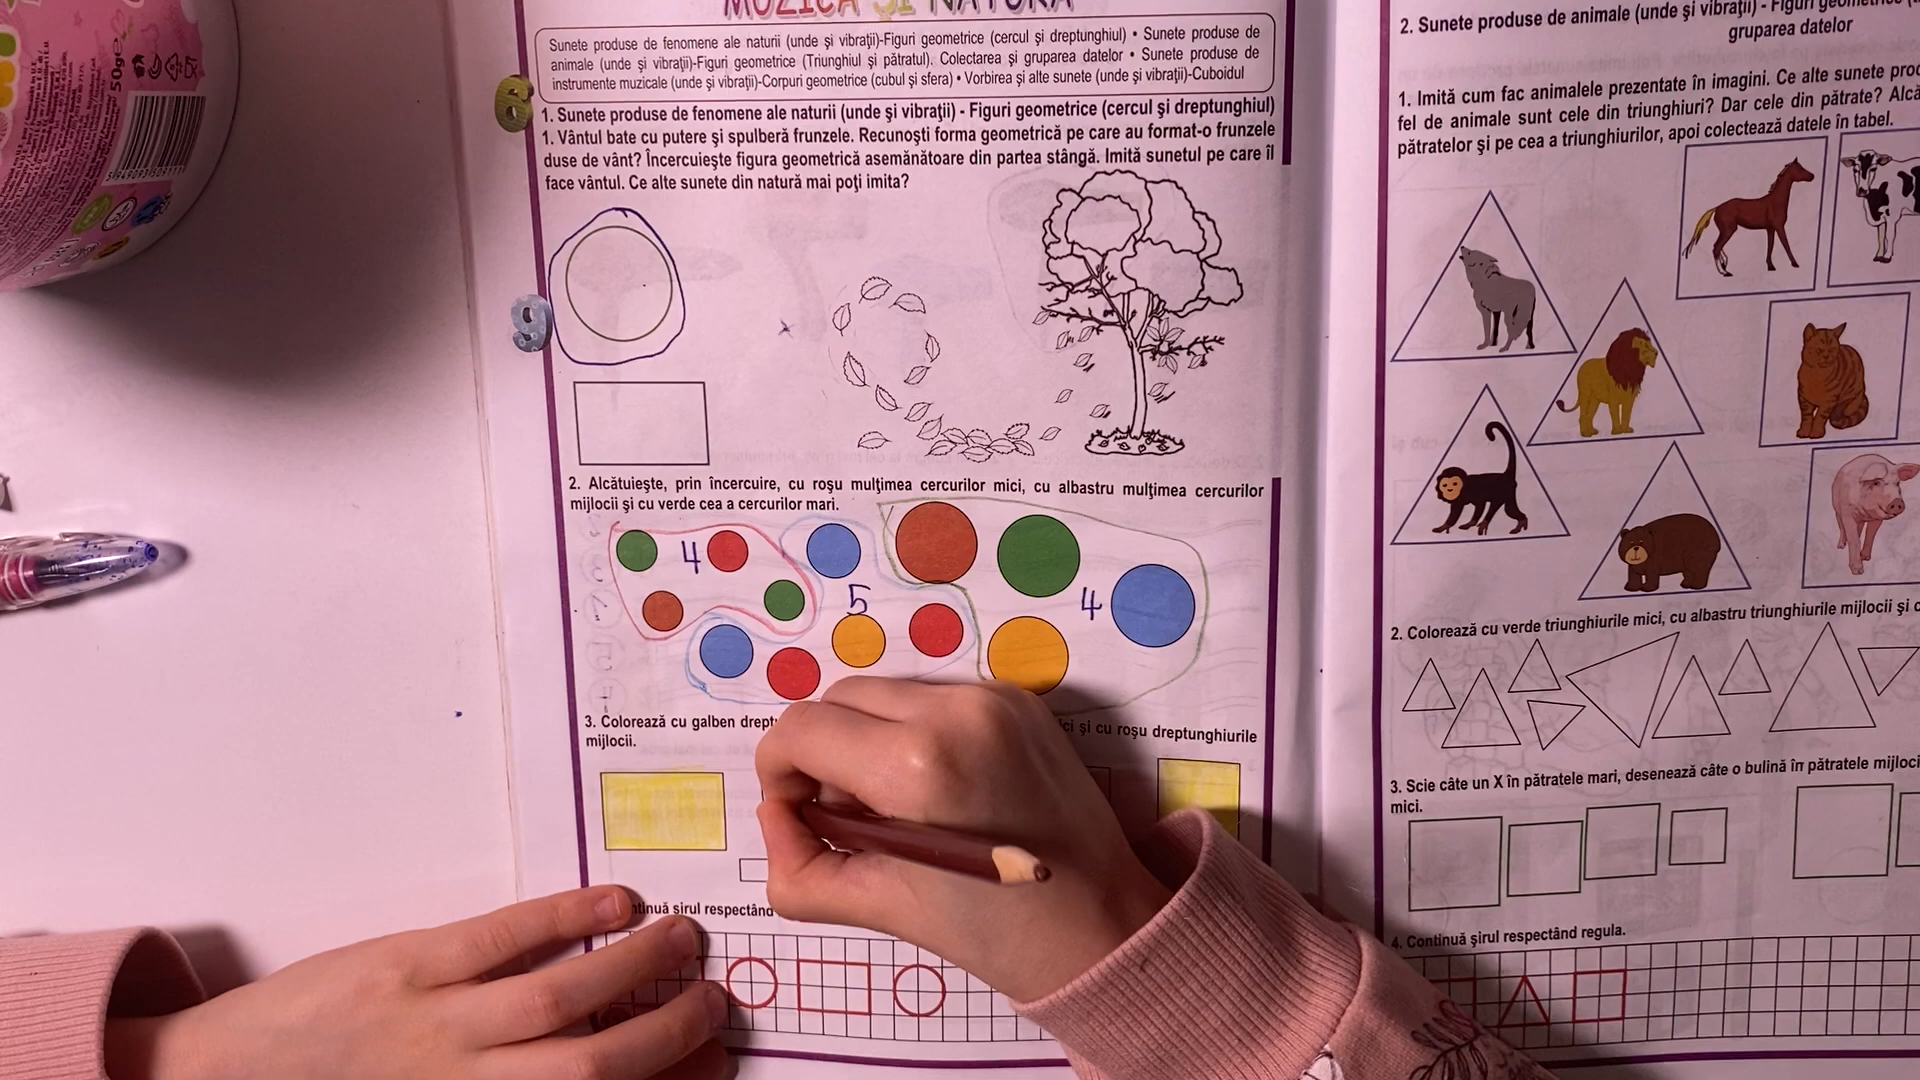 MUZICA ȘI NATURA
Sunete produse de fenomene ale naturii (unde şi vibraţii)-Figuri geometrice (cercul şi dreptunghiul) • Sunete produse de
animale (unde şi vibraţii)-Figuri geometrice (Triunghiul şi pătratul). Colectarea şi gruparea datelor • Sunete produse de
instrumente muzicale (unde şi vibraţii)-Corpuri geometrice (cubul şi sfera) • Vorbirea şi alte sunete (unde şi vibraţii)-Cuboidul
1. Sunete produse de fenomene ale naturii (unde şi vibraţii) - Figuri geometrice (cercul şi dreptunghiul)
1. Vântul bate cu putere şi spulberă frunzele. Recunoşti forma geometrică pe care au format-o frunzele
duse de vânt? Încercuieşte figura geometrică asemănătoare din partea stângă. Imită sunetul pe care îl
face vântul. Ce alte sunete din natură mai poţi imita?
6
9
2. Alcătuieşte, prin încercuire, cu roşu mulţimea cercurilor mici, cu albastru mulţimea cercurilor
mijlocii şi cu verde cea a cercurilor mari.
4
5
4
3. Colorează cu galben drept
ci şi cu roşu dreptunghiurile
mijlocii.
ntinuă şirul respectând
2. Sunete produse de animale (unde şi vibraţii) - Figuri
gruparea datelor
1. Imită cum fac animalele prezentate în imagini. Ce alte sunete
fel de animale sunt cele din triunghiuri? Dar cele din pătrate?
pătratelor şi pe cea a triunghiurilor, apoi colectează datele în tabel.
2. Colorează cu verde triunghiurile mici, cu albastru triunghiurile mijlocii şi
3. Scie câte un X în pătratele mari, desenează câte o bulină în pătratele
mici.
4. Continuă şirul respectând regula.
50g e